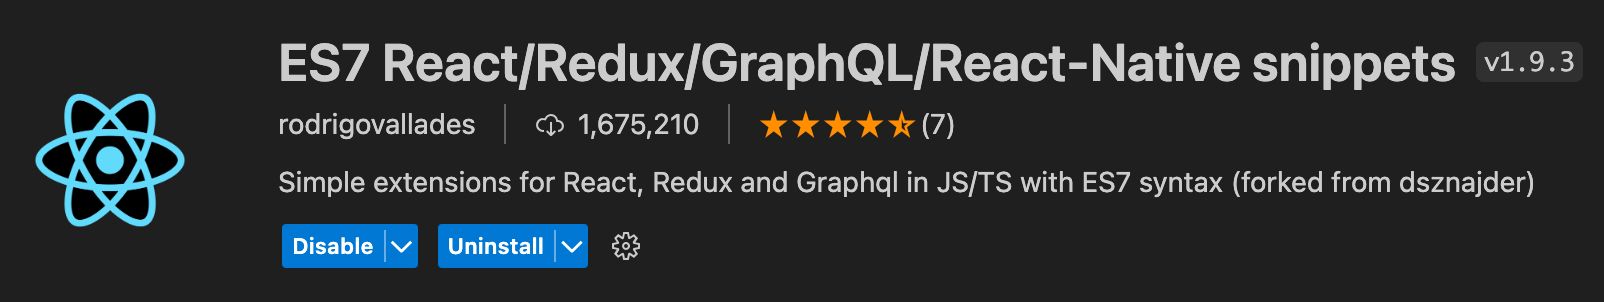 ES7 React/Redux/GraphQL/React-Native snippets v1.9.3
rodrigovallades 1,675,210 (7)
Simple extensions for React, Redux and Graphql in JS/TS with ES7 syntax (forked from dsznajder)
Disable Uninstall